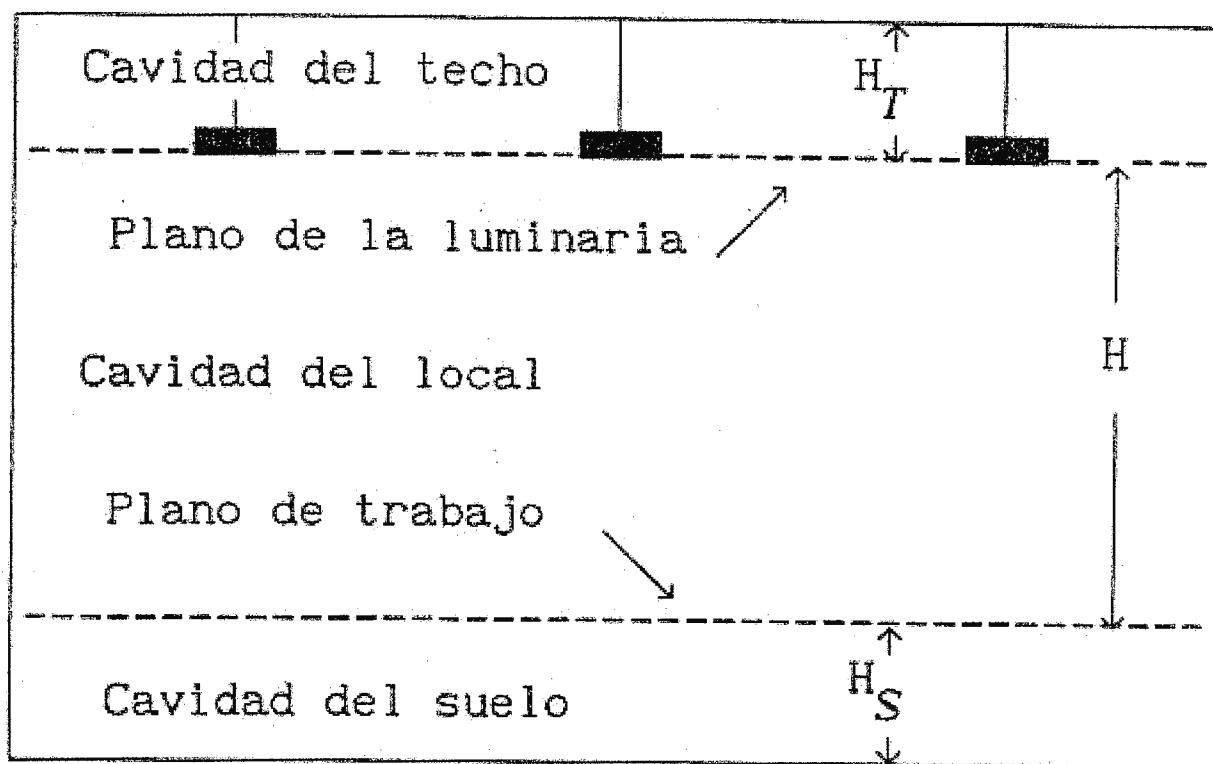 Cavidad del techo
H_T
Plano de la luminaria
Cavidad del local
H
Plano de trabajo
H_S
Cavidad del suelo